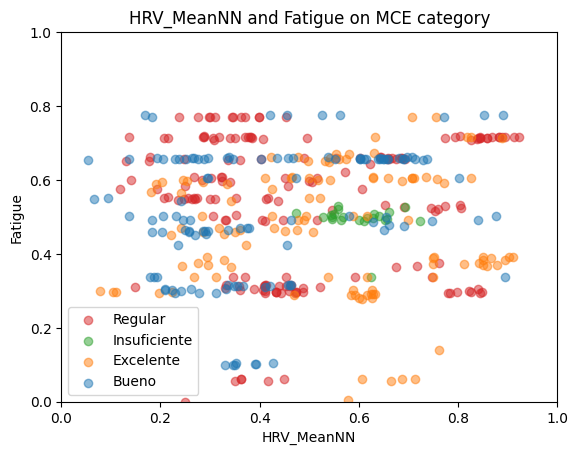 HRV_MeanNN and Fatigue on MCE category
1.0
0.8
0.6
0.4
0.2
0.0
Fatigue
Regular
Insuficiente
Excelente
Bueno
0.0 0.2 0.4 0.6 0.8 1.0
HRV_MeanNN